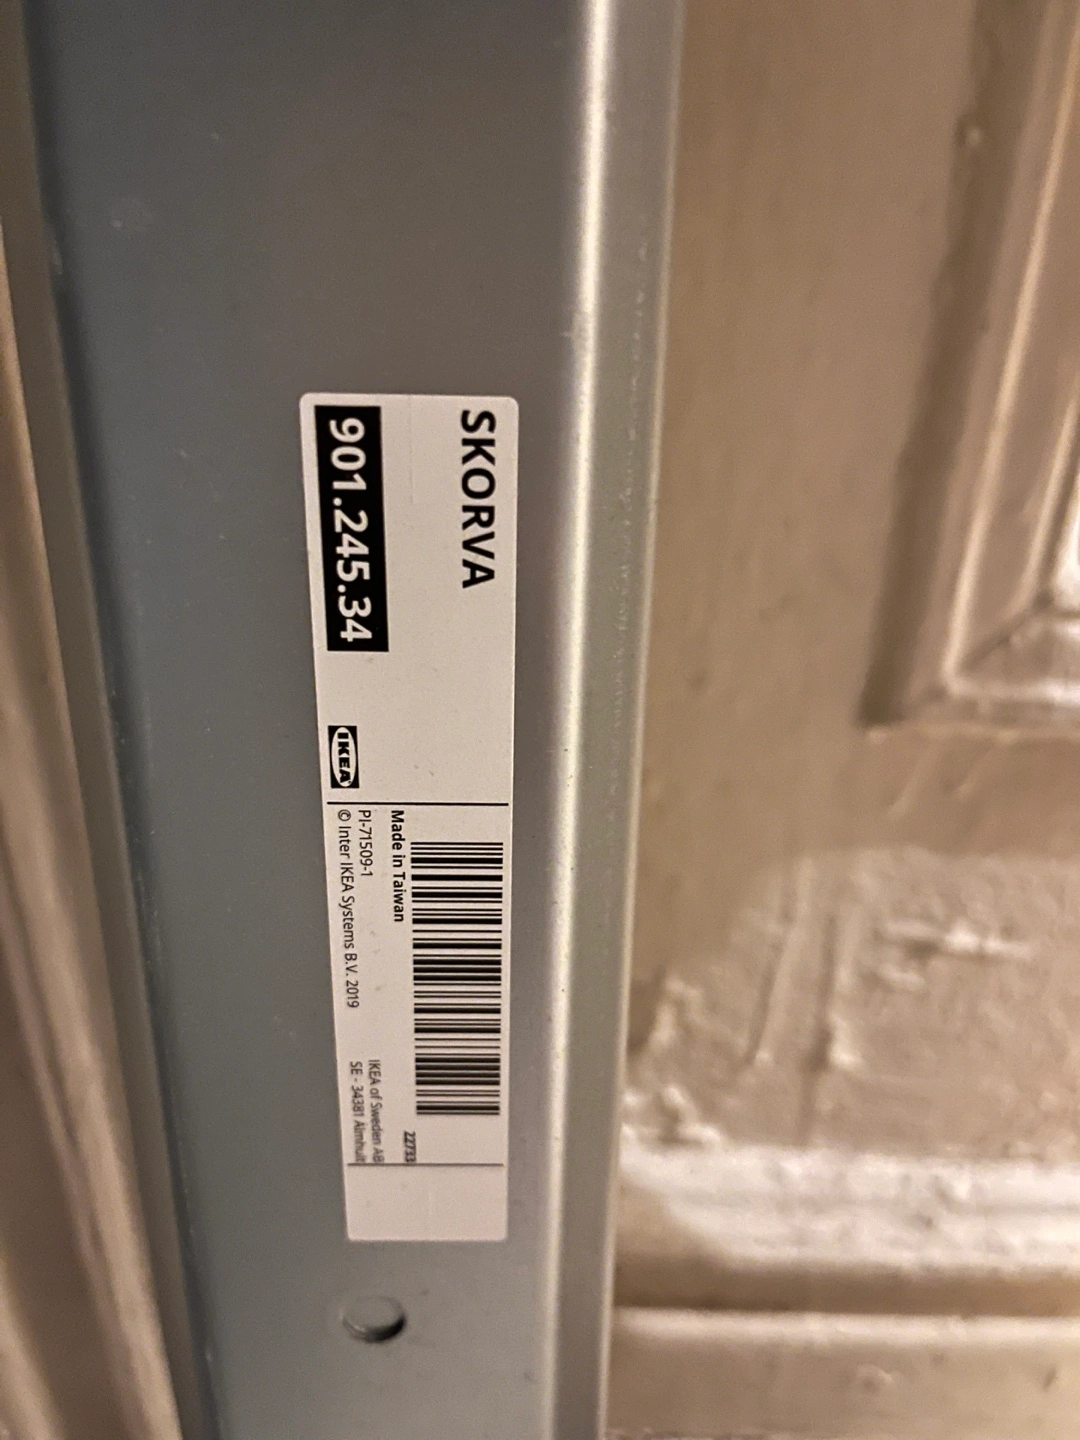 SKORVA
901.245.34
IKEA
22733
Made in Taiwan
PI-71509-1
© Inter IKEA Systems B.V. 2019
IKEA of Sweden AB
SE - 34381 Älmhult